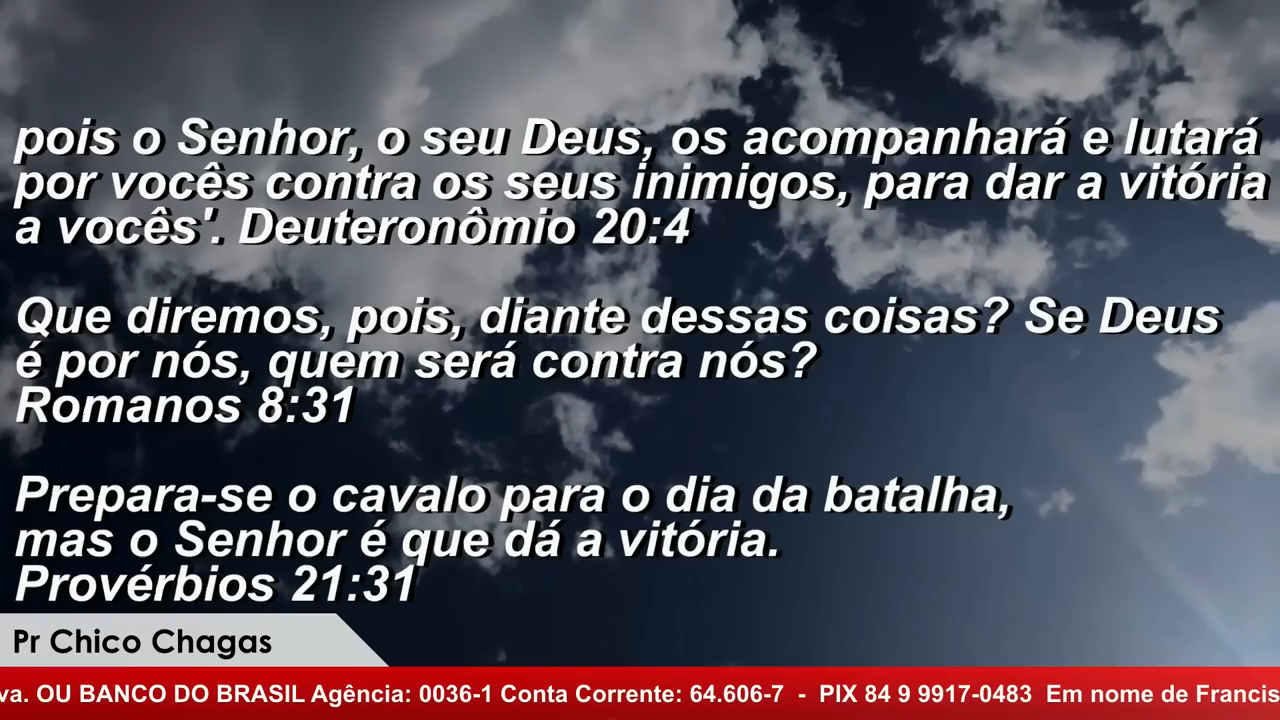 pois o Senhor, o seu Deus, os acompanhará e lutará
por vocês contra os seus inimigos, para dar a vitória
a vocês'. Deuteronômio 20:4
Que diremos, pois, diante dessas coisas? Se Deus
é por nós, quem será contra nós?
Romanos 8:31
Prepara-se o cavalo para o dia da batalha,
mas o Senhor é que dá a vitória.
Provérbios 21:31
Pr Chico Chagas
va. OU BANCO DO BRASIL Agência: 0036-1 Conta Corrente: 64.606-7 - PIX 84 9 9917-0483 Em nome de Francis